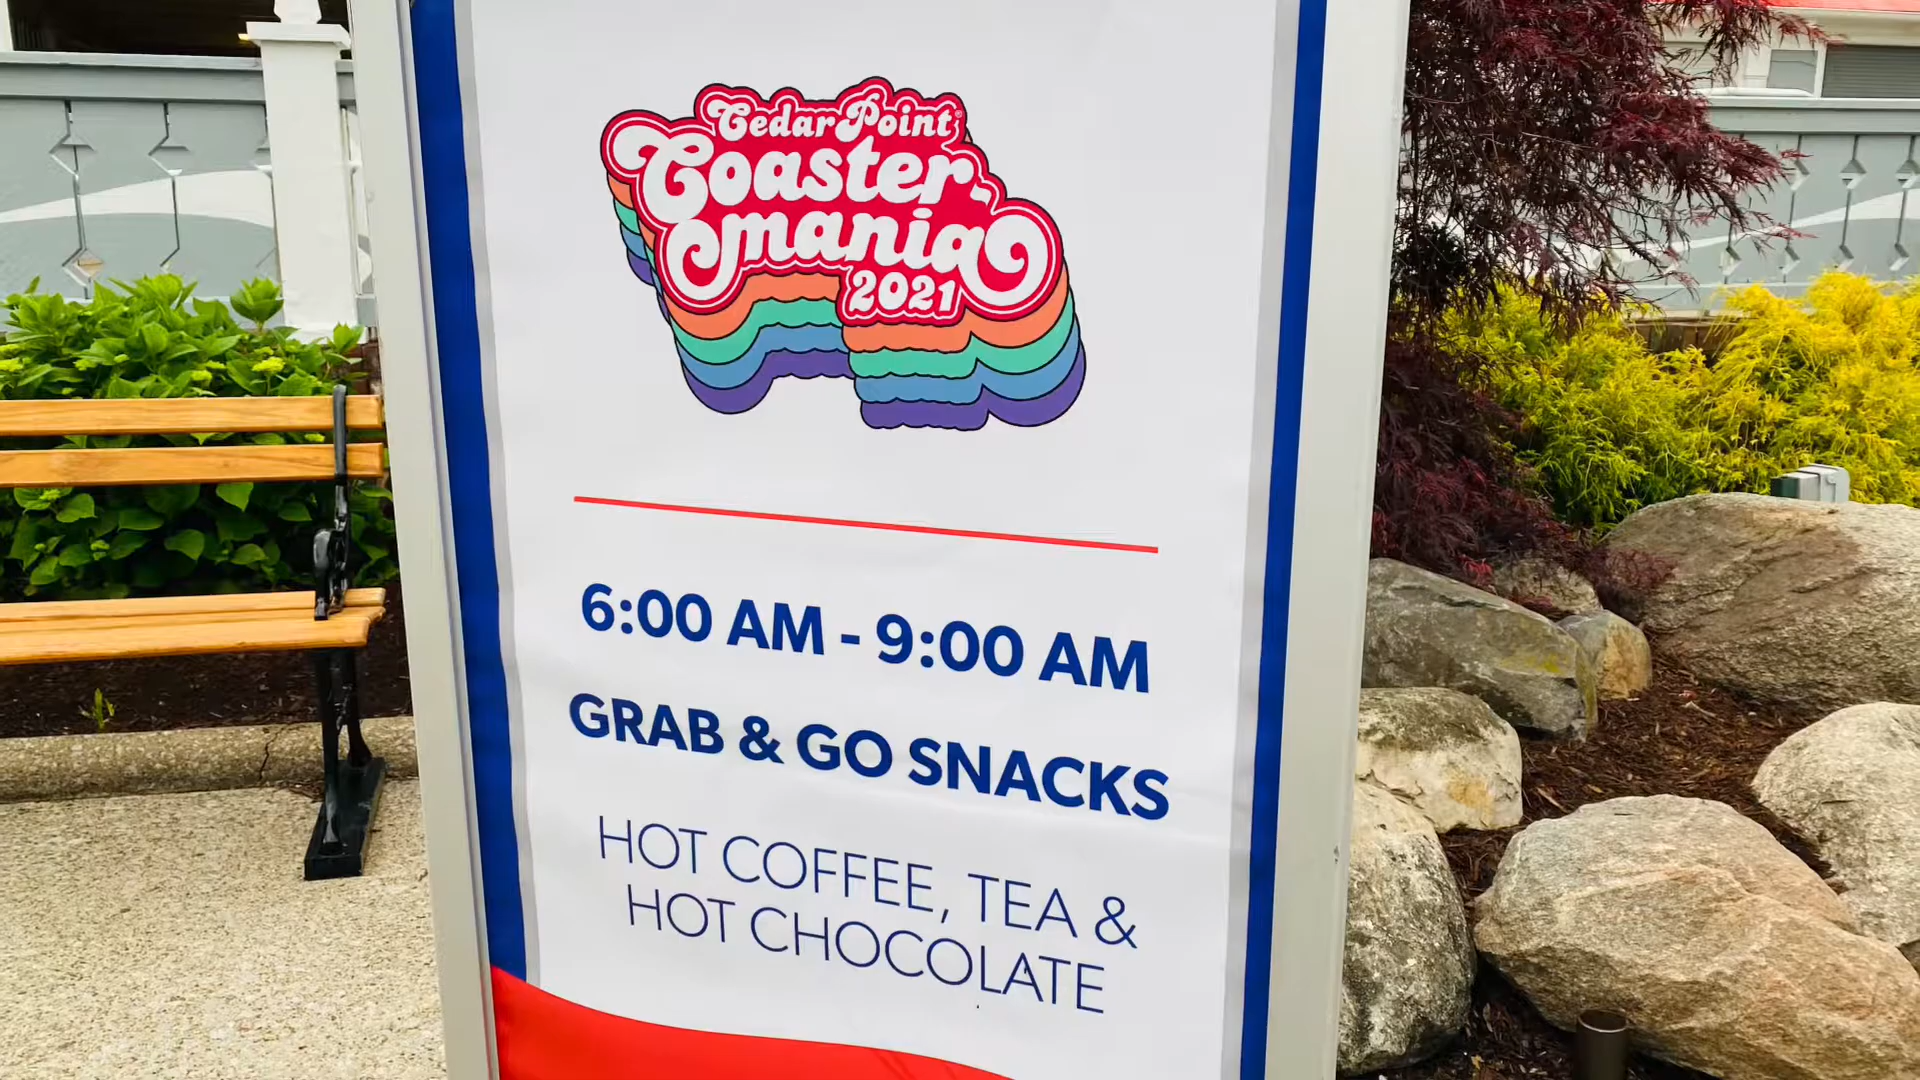 Cedar Point®
Coaster-
mania
2021
6:00 AM - 9:00 AM
GRAB & GO SNACKS
HOT COFFEE, TEA &
HOT CHOCOLATE